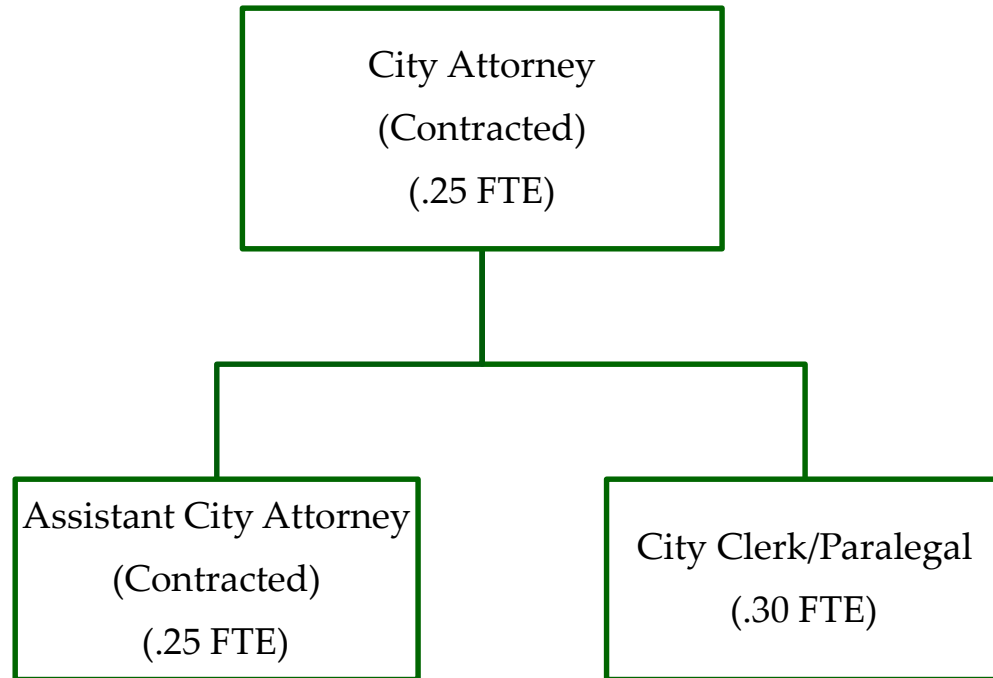 City Attorney
(Contracted)
(.25 FTE)
Assistant City Attorney
(Contracted)
(.25 FTE)
City Clerk/Paralegal
(.30 FTE)